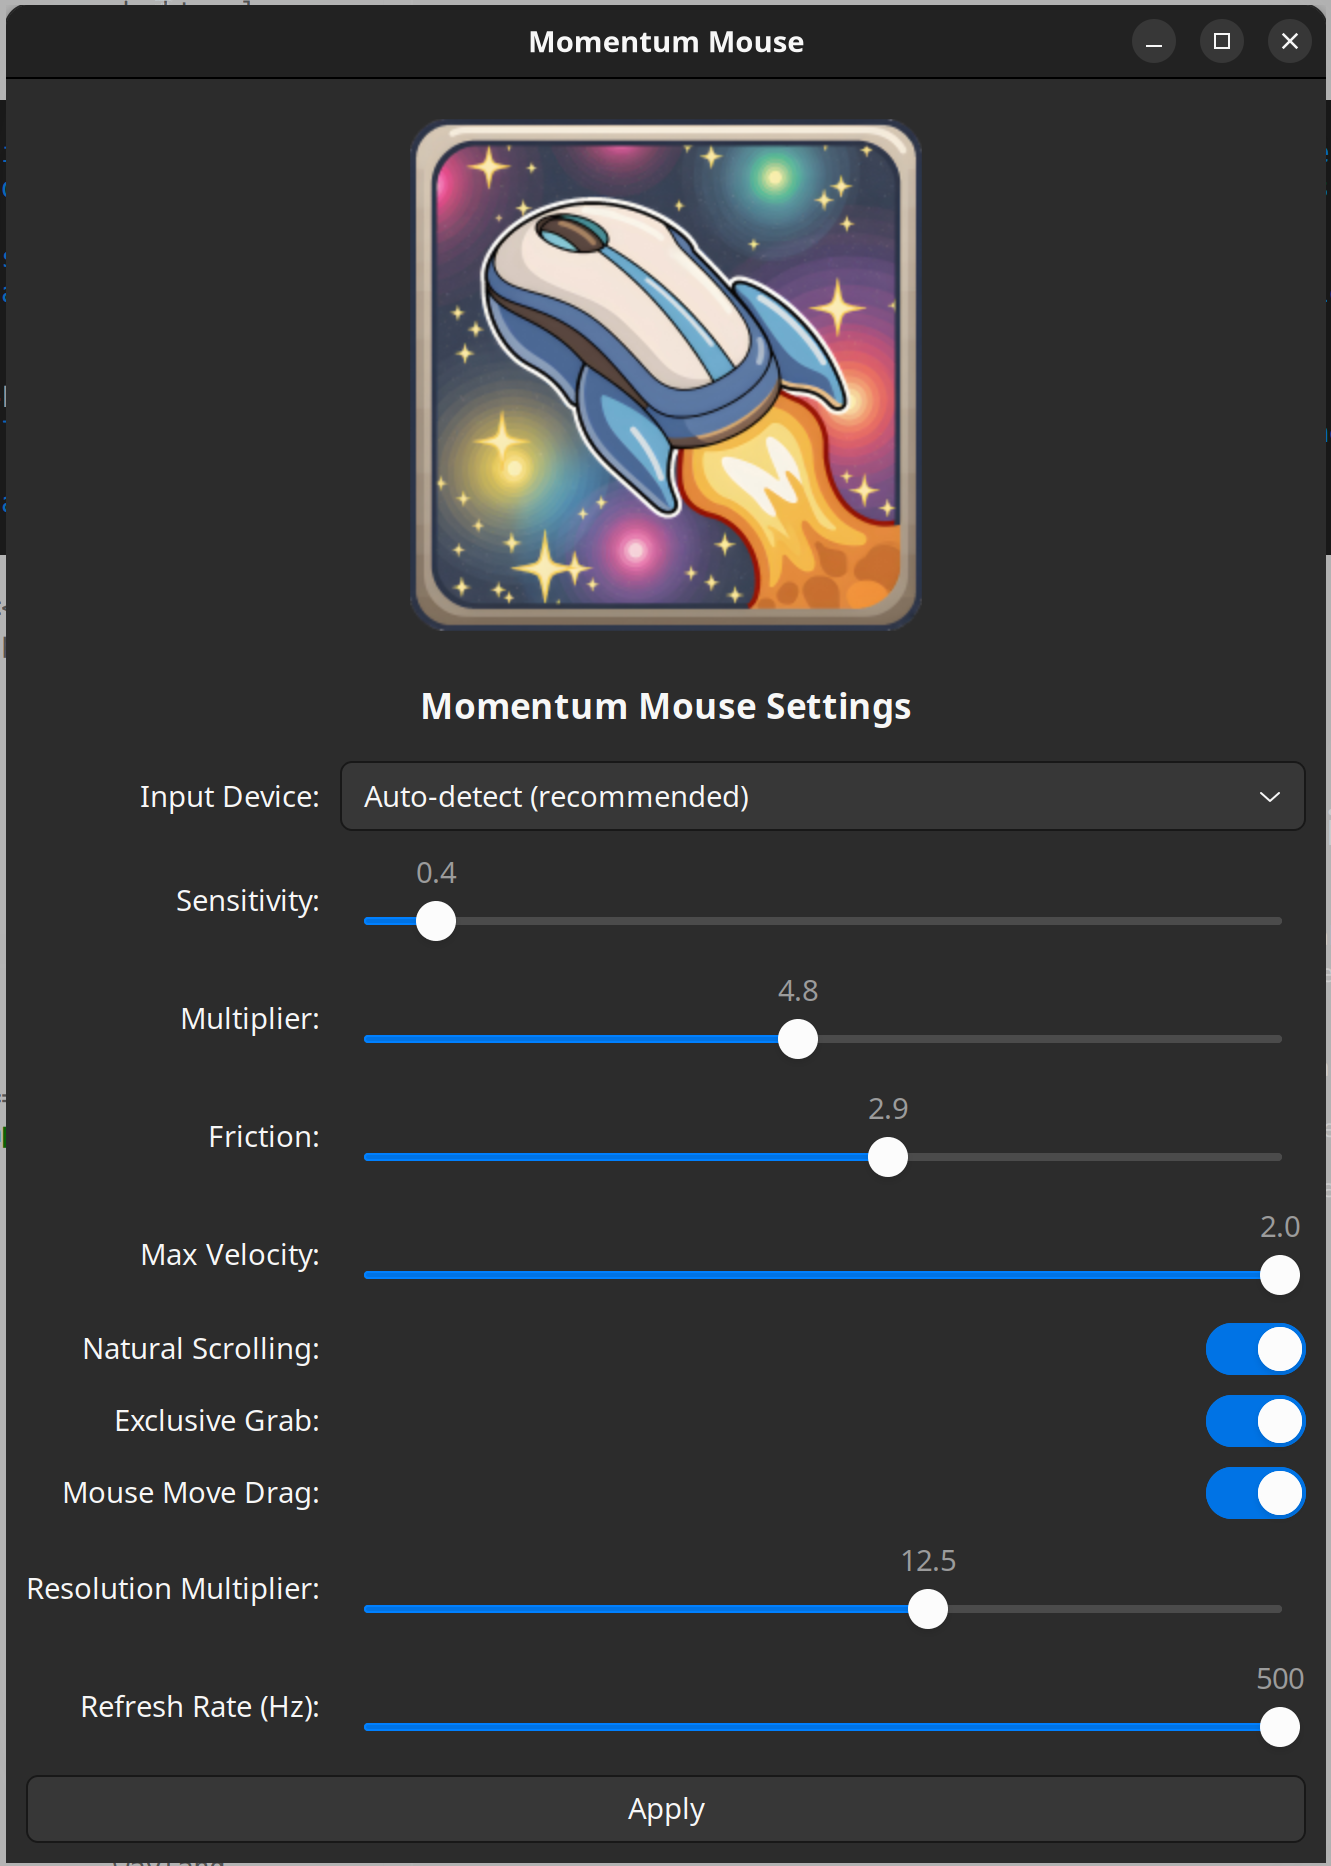 Momentum Mouse
Momentum Mouse Settings
Input Device: Auto-detect (recommended)
0.4
Sensitivity:
4.8
Multiplier:
2.9
Friction:
2.0
Max Velocity:
Natural Scrolling:
Exclusive Grab:
Mouse Move Drag:
12.5
Resolution Multiplier:
500
Refresh Rate (Hz):
Apply